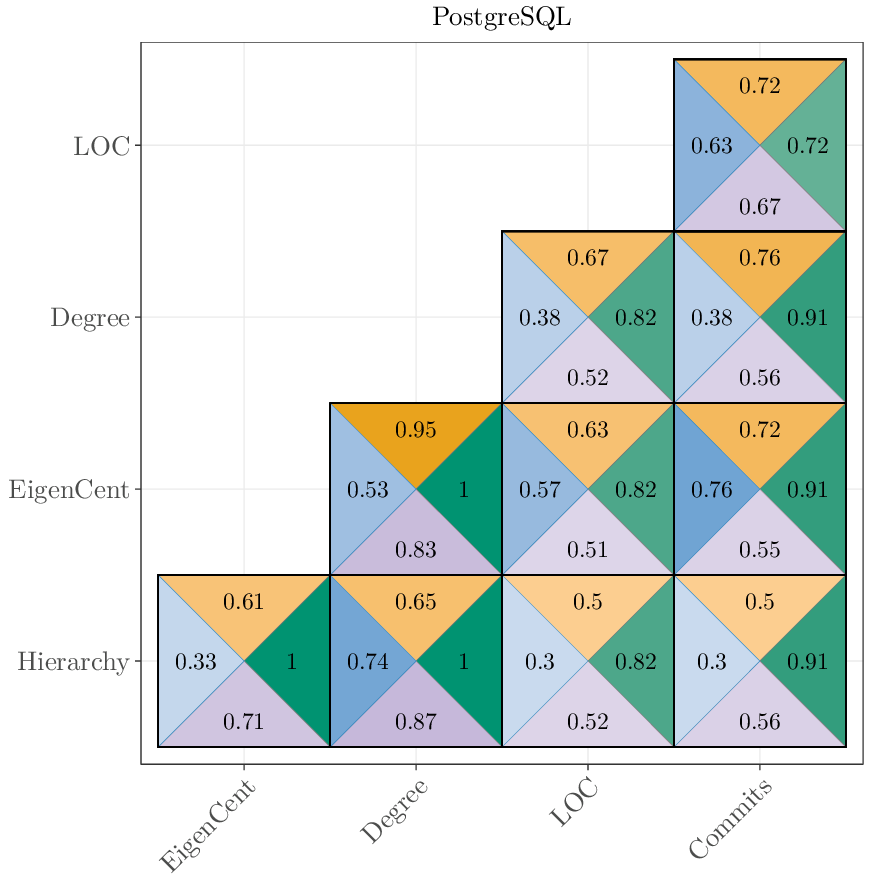 PostgreSQL
0.72
LOC 0.63 0.72
0.67
0.67 0.76
Degree 0.38 0.82 0.38 0.91
0.52 0.56
0.95 0.63 0.72
EigenCent 0.53 1 0.57 0.82 0.76 0.91
0.83 0.51 0.55
0.61 0.65 0.5 0.5
Hierarchy 0.33 1 0.74 1 0.3 0.82 0.3 0.91
0.71 0.87 0.52 0.56
EigenCent Degree LOC Commits